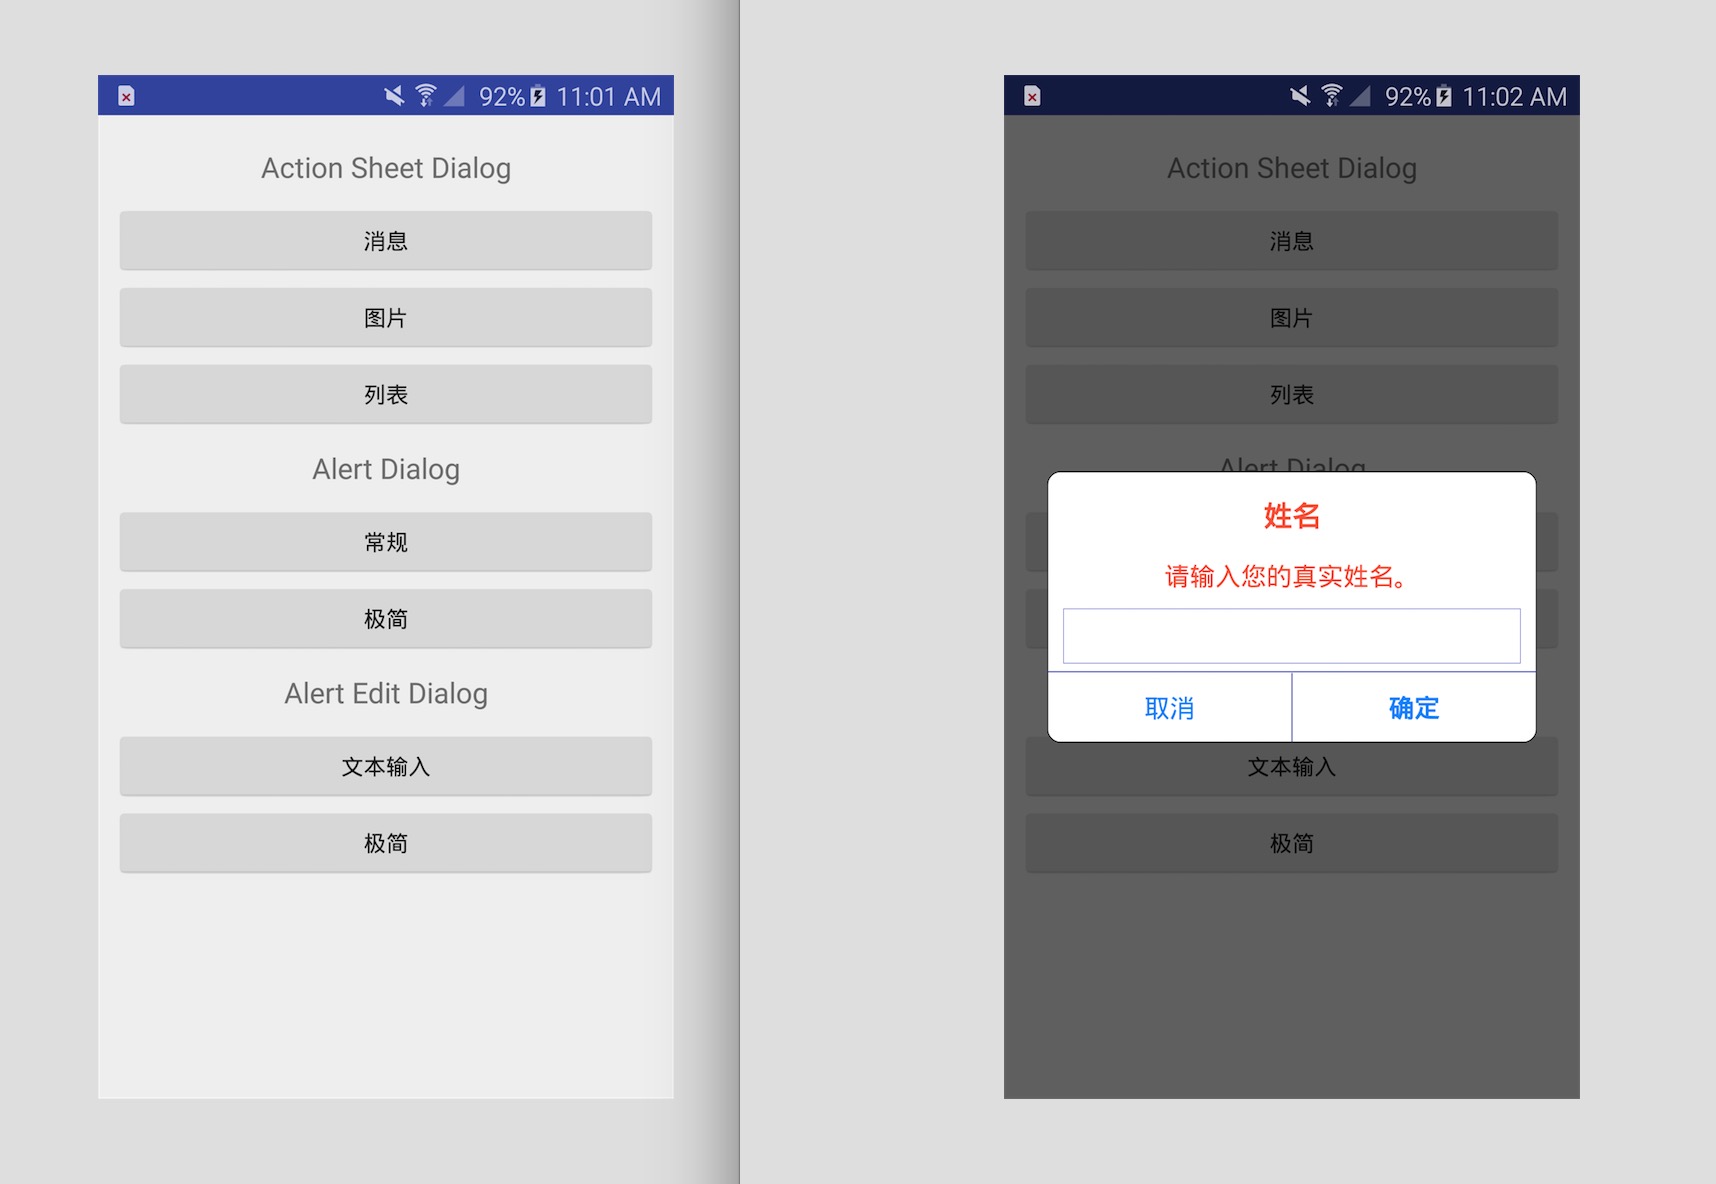 92% 11:01 AM
Action Sheet Dialog
消息
图片
列表
Alert Dialog
常规
极简
Alert Edit Dialog
文本输入
极简
92% 11:02 AM
Action Sheet Dialog
消息
图片
列表
Alert Dialog
姓名
请输入您的真实姓名。
取消 确定
文本输入
极简